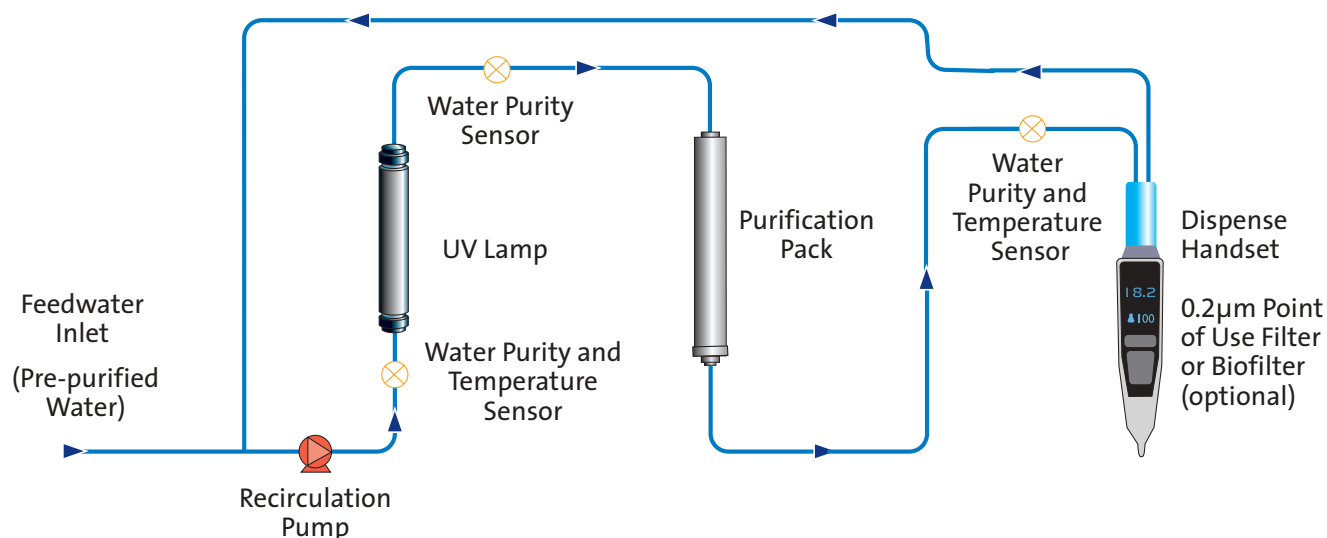 Water Purity
Sensor
UV Lamp
Purification
Pack
Water
Purity and
Temperature
Sensor
Dispense
Handset
18.2
100
0.2µm Point
of Use Filter
or Biofilter
(optional)
Feedwater
Inlet
(Pre-purified
Water)
Water Purity and
Temperature
Sensor
Recirculation
Pump